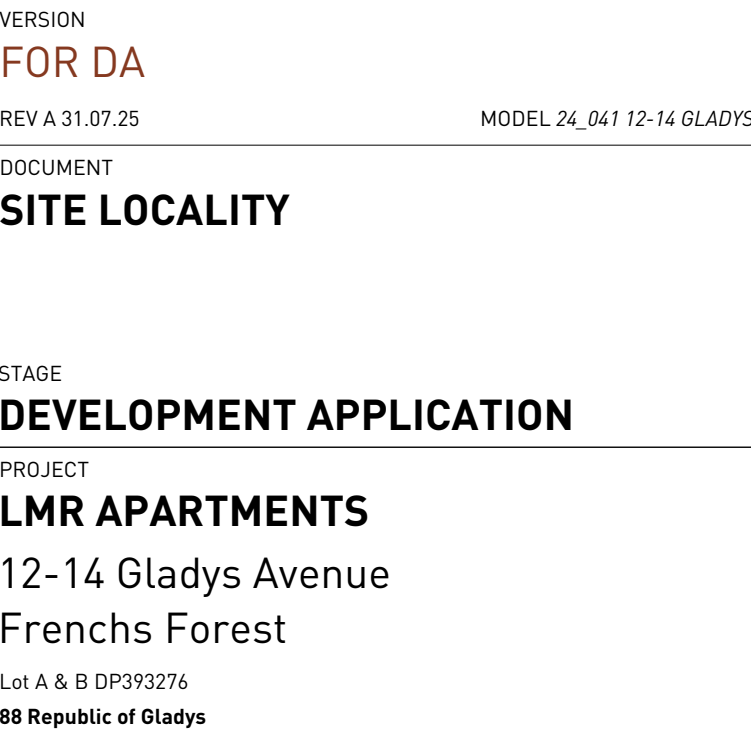 VERSION
FOR DA
REV A 31.07.25 MODEL 24_041 12-14 GLADYS
DOCUMENT
SITE LOCALITY
STAGE
DEVELOPMENT APPLICATION
PROJECT
LMR APARTMENTS
12-14 Gladys Avenue
Frenchs Forest
Lot A & B DP393276
88 Republic of Gladys